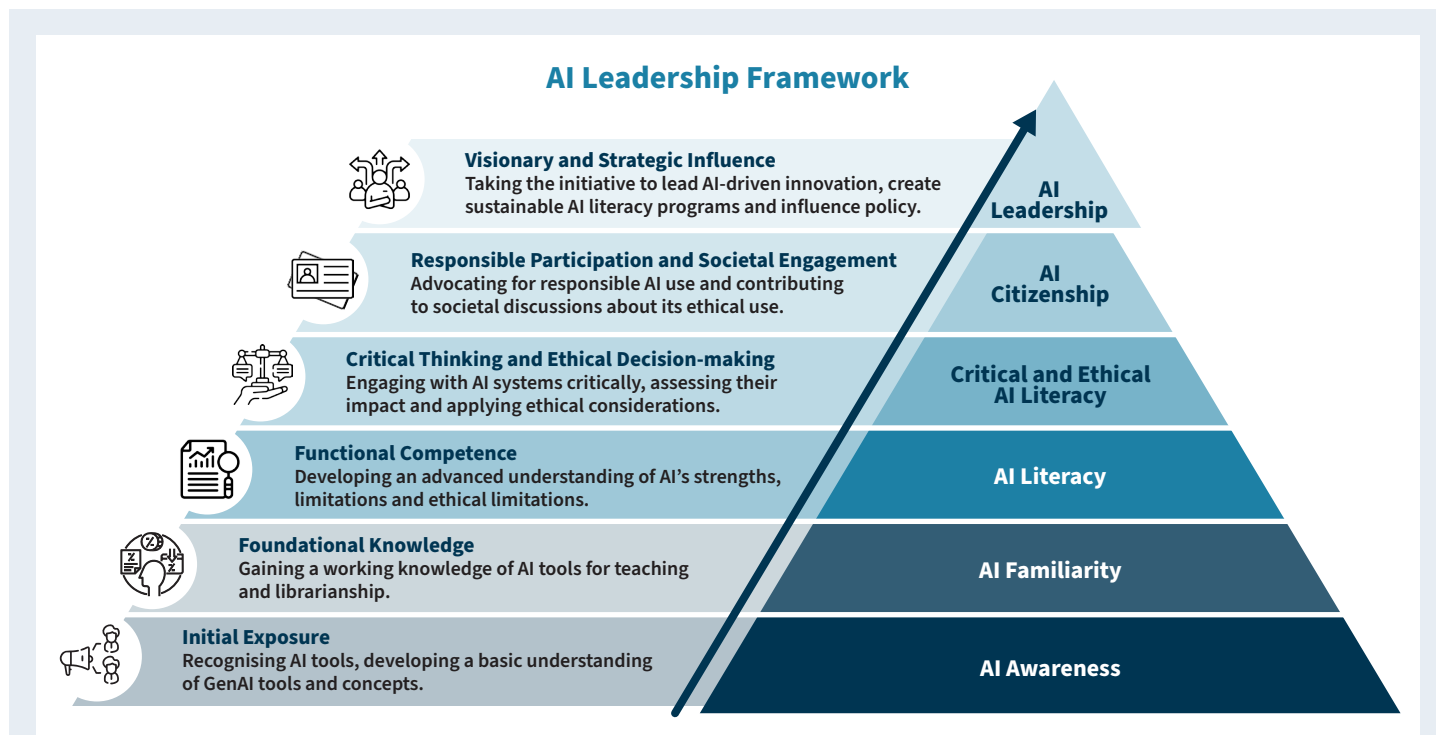 AI Leadership Framework
Visionary and Strategic Influence
Taking the initiative to lead AI-driven innovation, create
sustainable AI literacy programs and influence policy.
AI
Leadership
Responsible Participation and Societal Engagement
Advocating for responsible AI use and contributing
to societal discussions about its ethical use.
AI
Citizenship
Critical Thinking and Ethical Decision-making
Engaging with AI systems critically, assessing their
impact and applying ethical considerations.
Critical and Ethical
AI Literacy
Functional Competence
Developing an advanced understanding of AI’s strengths,
limitations and ethical limitations.
AI Literacy
Foundational Knowledge
Gaining a working knowledge of AI tools for teaching
and librarianship.
AI Familiarity
Initial Exposure
Recognising AI tools, developing a basic understanding
of GenAI tools and concepts.
AI Awareness